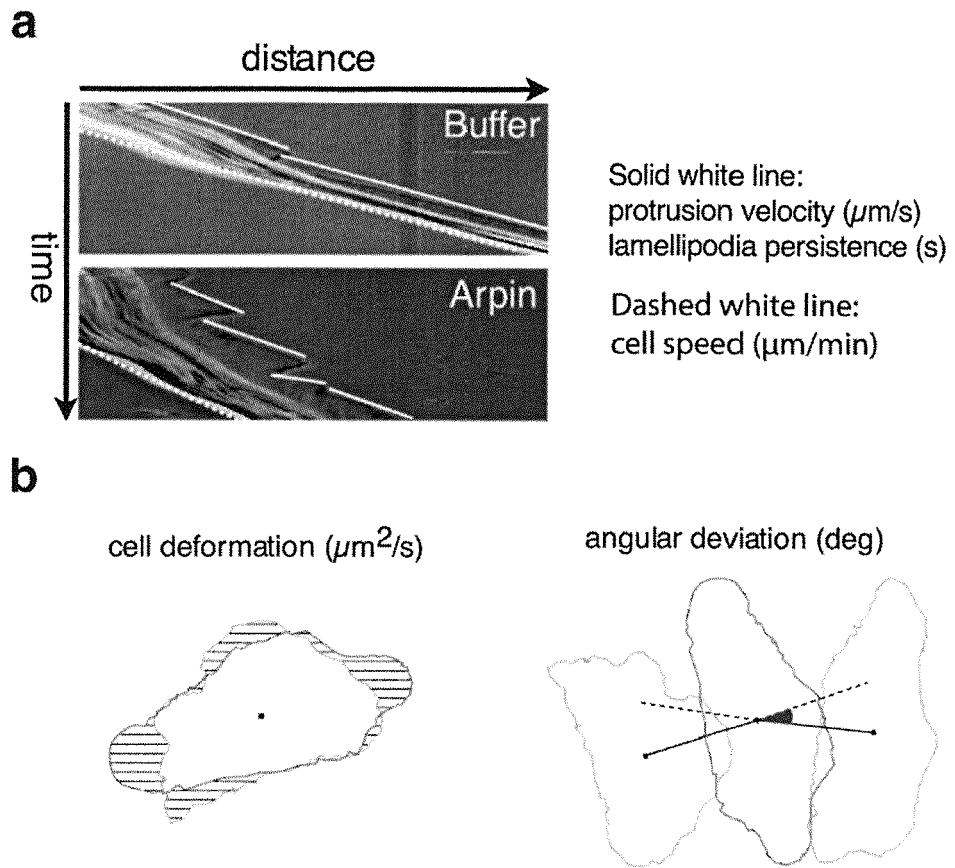 a
distance
time
Buffer
Arpin
Solid white line:
protrusion velocity (µm/s)
lamellipodia persistence (s)
Dashed white line:
cell speed (µm/min)
b
cell deformation (µm²/s)
angular deviation (deg)